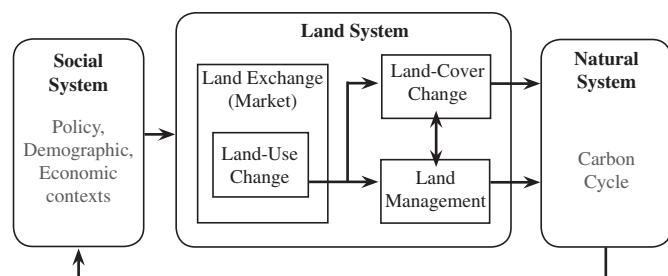 Social
System
Policy,
Demographic,
Economic
contexts
Land System
Land Exchange
(Market)
Land-Use
Change
Land-Cover
Change
Land
Management
Natural
System
Carbon
Cycle